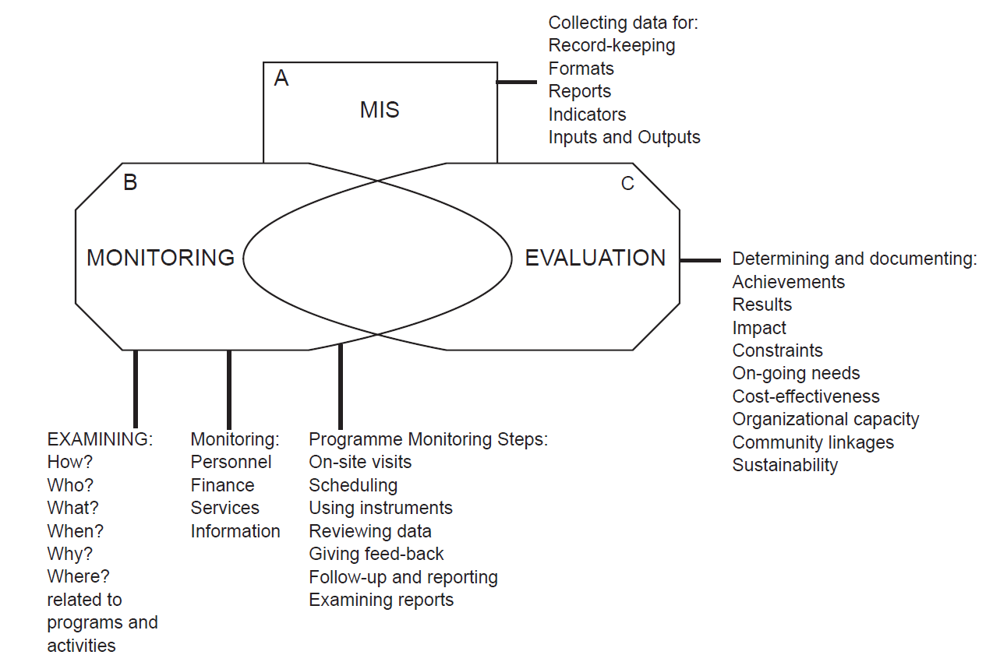 Collecting data for:
Record-keeping
Formats
Reports
Indicators
Inputs and Outputs
A
MIS
B
MONITORING
C
EVALUATION
Determining and documenting:
Achievements
Results
Impact
Constraints
On-going needs
Cost-effectiveness
Organizational capacity
Community linkages
Sustainability
EXAMINING:
How?
Who?
What?
When?
Why?
Where?
related to
programs and
activities
Monitoring:
Personnel
Finance
Services
Information
Programme Monitoring Steps:
On-site visits
Scheduling
Using instruments
Reviewing data
Giving feed-back
Follow-up and reporting
Examining reports